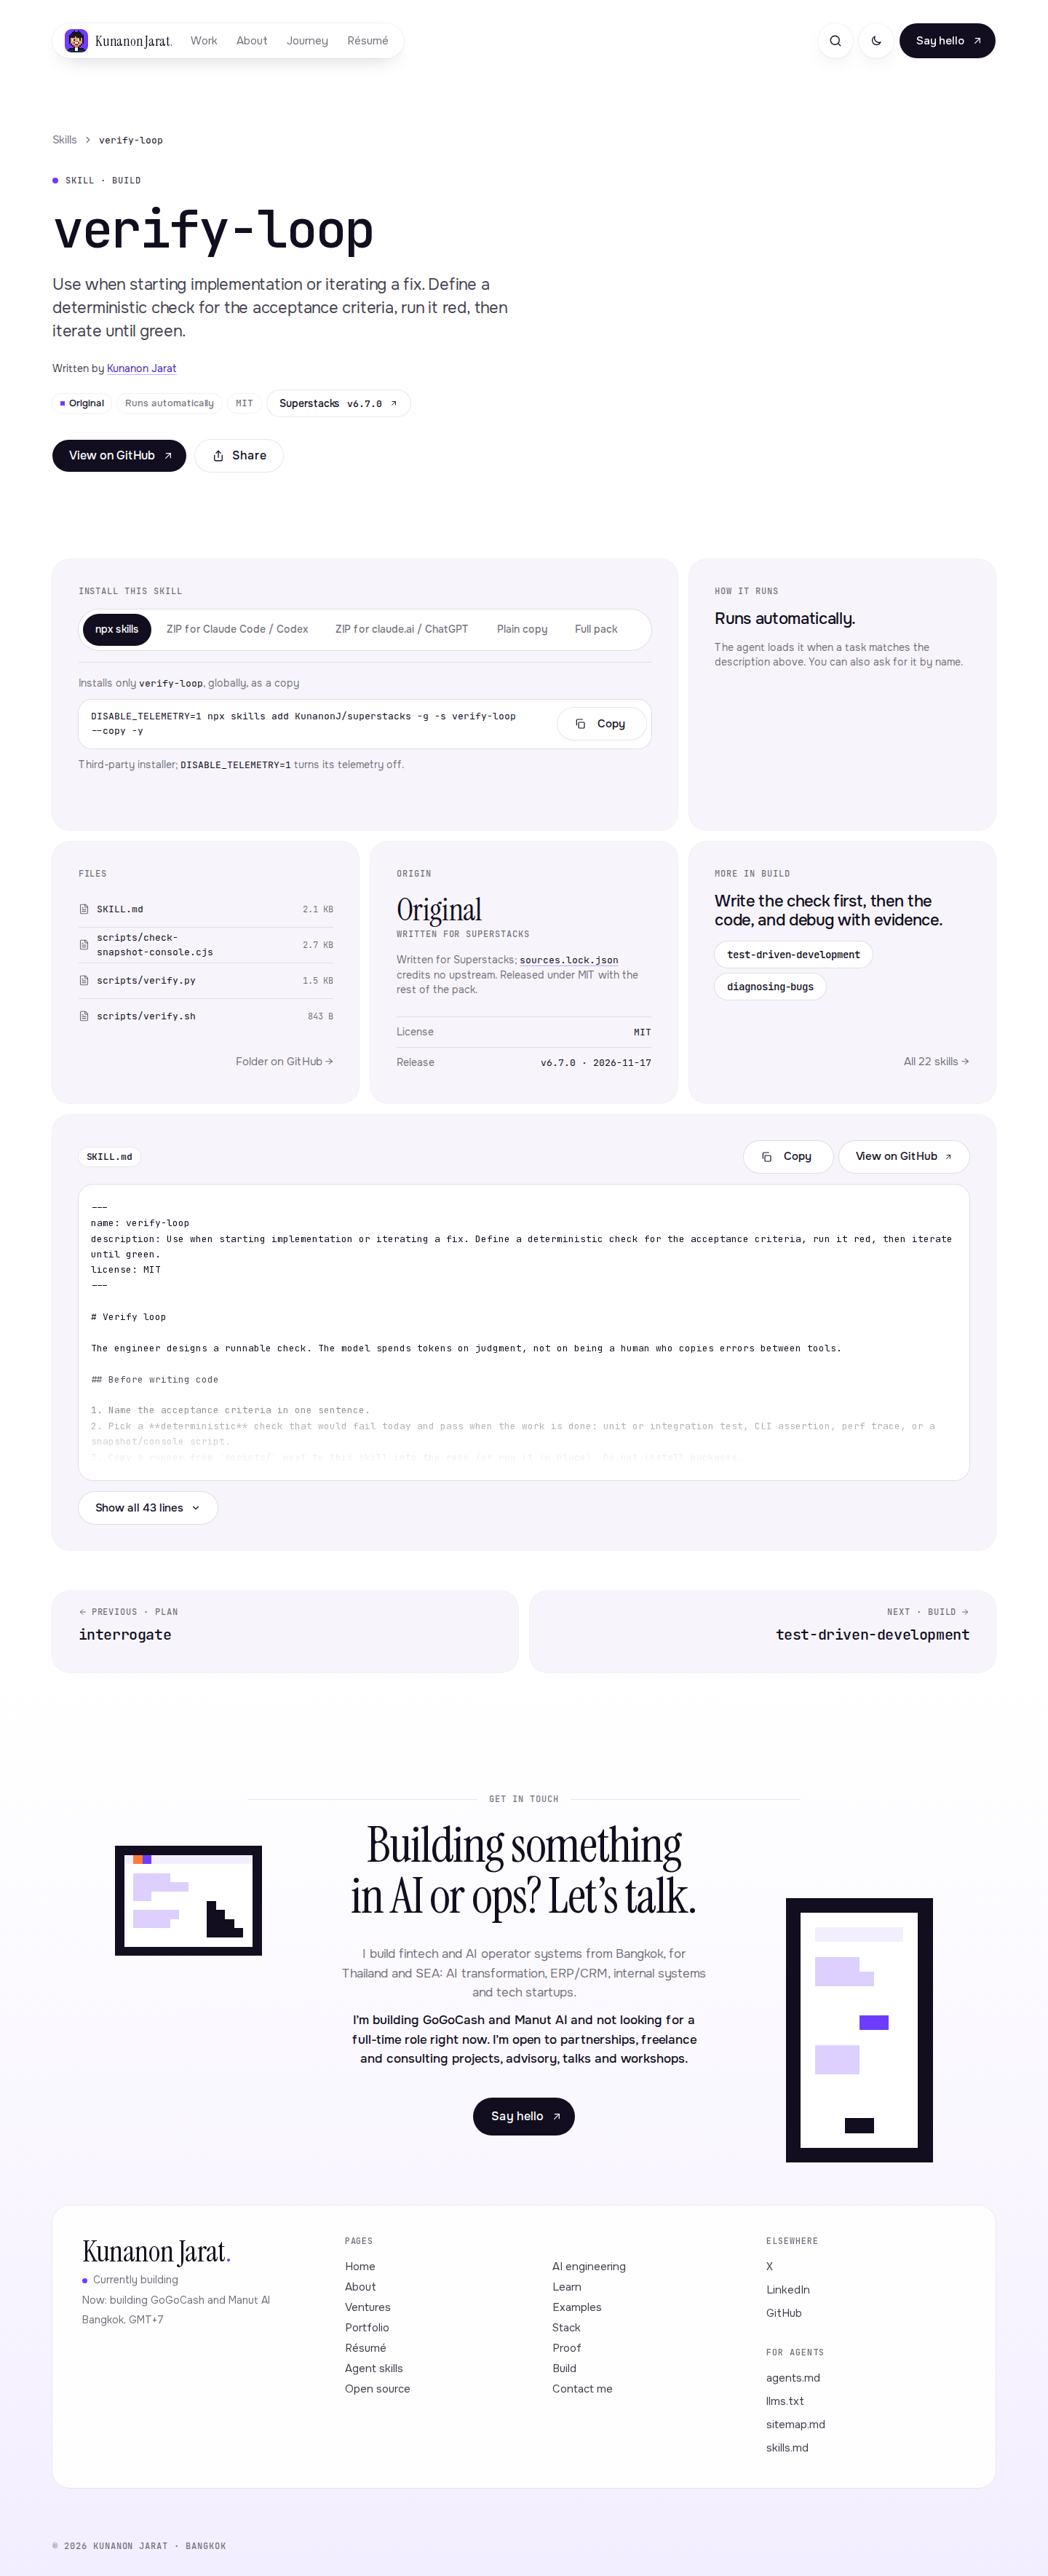 Kunanon Jarat.
Work
About
Journey
Résumé
Say hello
Skills
verify-loop
SKILL · BUILD
verify-loop
Use when starting implementation or iterating a fix. Define a
deterministic check for the acceptance criteria, run it red, then
iterate until green.
Written by Kunanon Jarat
Original
Runs automatically
MIT
Superstacks v6.7.0
View on GitHub
Share
INSTALL THIS SKILL
npx skills
ZIP for Claude Code / Codex
ZIP for claude.ai / ChatGPT
Plain copy
Full pack
Installs only verify-loop, globally, as a copy
DISABLE_TELEMETRY=1 npx skills add KunanonJ/superstacks -g -s verify-loop
--copy -y
Copy
Third-party installer; DISABLE_TELEMETRY=1 turns its telemetry off.
HOW IT RUNS
Runs automatically.
The agent loads it when a task matches the
description above. You can also ask for it by name.
FILES
SKILL.md 2.1 KB
scripts/check-
snapshot-console.cjs 2.7 KB
scripts/verify.py 1.5 KB
scripts/verify.sh 843 B
Folder on GitHub →
ORIGIN
Original
WRITTEN FOR SUPERSTACKS
Written for Superstacks; sources.lock.json
credits no upstream. Released under MIT with the
rest of the pack.
License MIT
Release v6.7.0 · 2026-11-17
MORE IN BUILD
Write the check first, then the
code, and debug with evidence.
test-driven-development
diagnosing-bugs
All 22 skills →
SKILL.md
Copy
View on GitHub
---
name: verify-loop
description: Use when starting implementation or iterating a fix. Define a deterministic check for the acceptance criteria, run it red, then iterate
until green.
license: MIT
---
# Verify loop
The engineer designs a runnable check. The model spends tokens on judgment, not on being a human who copies errors between tools.
## Before writing code
1. Name the acceptance criteria in one sentence.
2. Pick a **deterministic** check that would fail today and pass when the work is done: unit or integration test, CLI assertion, perf trace, or a
snapshot/console script.
3. Copy a runner from `scripts/` next to this skill into the repo (or run it in place). Do not install packages.
Show all 43 lines
← PREVIOUS · PLAN
interrogate
NEXT · BUILD →
test-driven-development
GET IN TOUCH
Building something
in AI or ops? Let's talk.
I build fintech and AI operator systems from Bangkok, for
Thailand and SEA: AI transformation, ERP/CRM, internal systems
and tech startups.
I'm building GoGoCash and Manut AI and not looking for a
full-time role right now. I'm open to partnerships, freelance
and consulting projects, advisory, talks and workshops.
Say hello
Kunanon Jarat.
Currently building
Now: building GoGoCash and Manut AI
Bangkok, GMT+7
PAGES
Home
About
Ventures
Portfolio
Résumé
Agent skills
Open source
AI engineering
Learn
Examples
Stack
Proof
Build
Contact me
ELSEWHERE
X
LinkedIn
GitHub
FOR AGENTS
agents.md
llms.txt
sitemap.md
skills.md
© 2026 KUNANON JARAT · BANGKOK